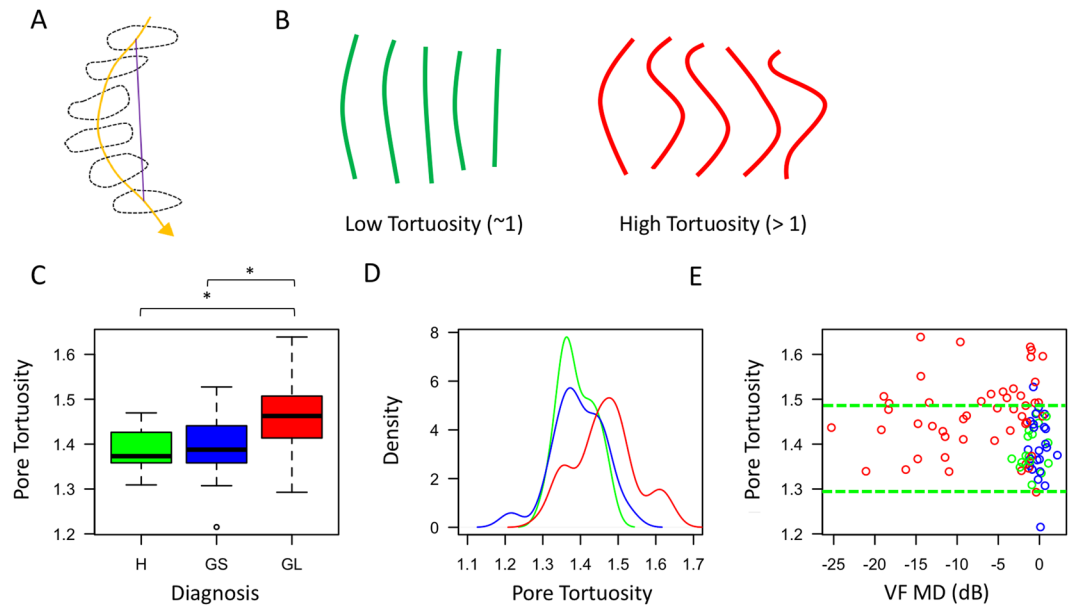 A
B
Low Tortuosity (~1)
High Tortuosity (> 1)
C
D
E
*
*
Pore Tortuosity
1.6
1.5
1.4
1.3
1.2
H GS GL
Diagnosis
Density
8
6
4
2
0
1.1 1.2 1.3 1.4 1.5 1.6 1.7
Pore Tortuosity
Pore Tortuosity
1.6
1.5
1.4
1.3
1.2
-25 -20 -15 -10 -5 0
VF MD (dB)